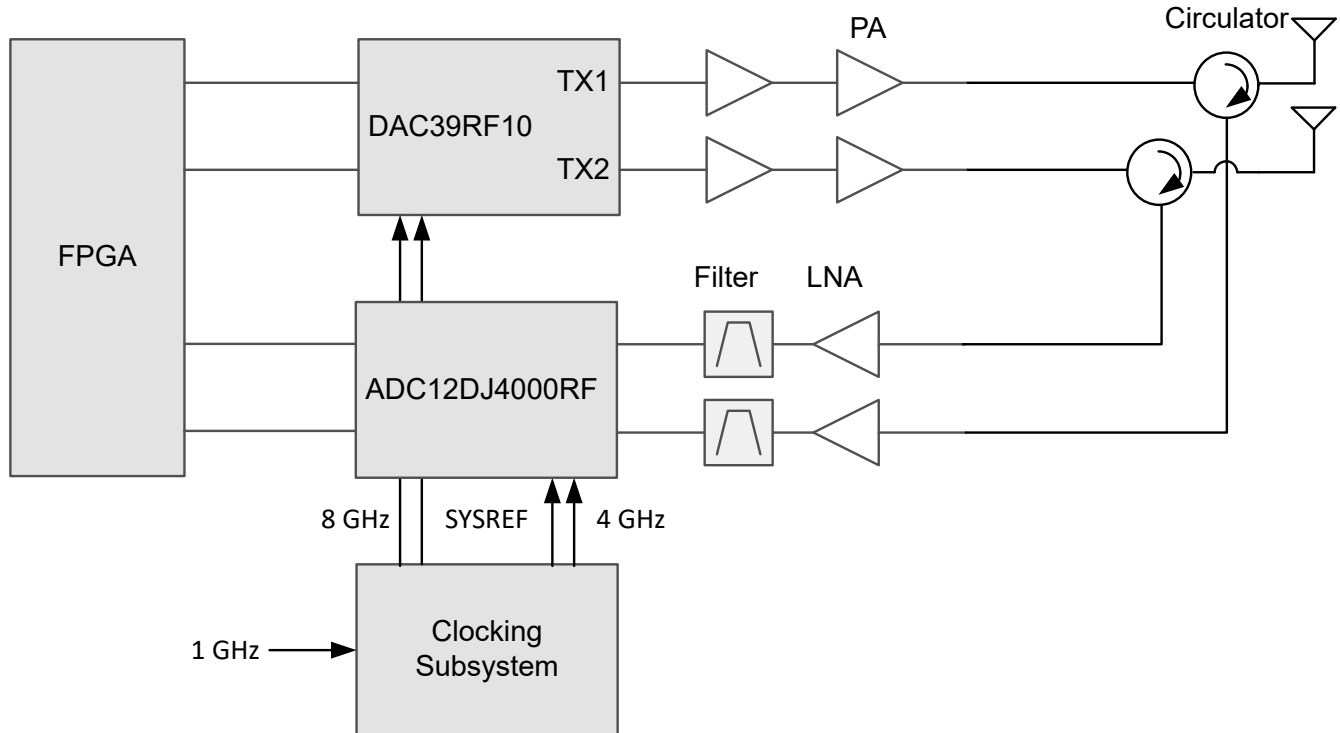 Circulator
PA
TX1
DAC39RF10
TX2
FPGA
Filter
LNA
ADC12DJ4000RF
8 GHz
SYSREF
4 GHz
1 GHz
Clocking
Subsystem